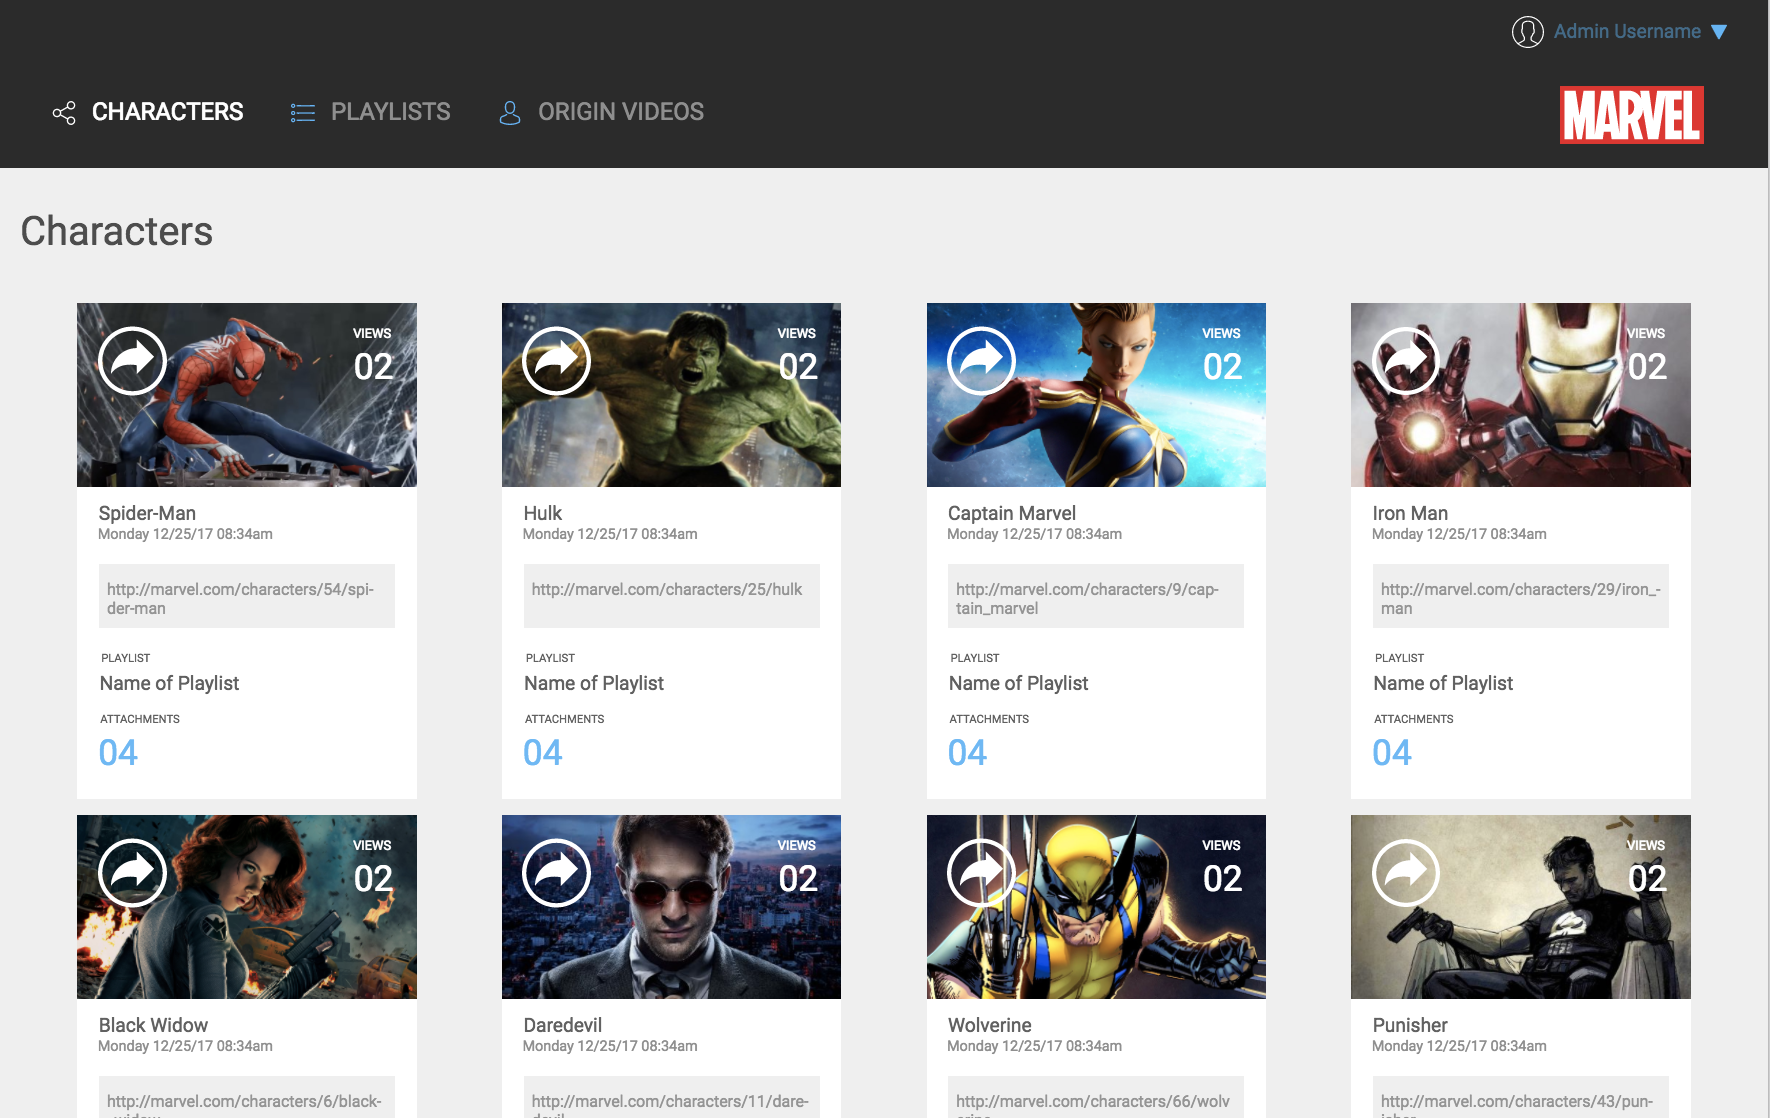 Admin Username
CHARACTERS
PLAYLISTS
ORIGIN VIDEOS
MARVEL
Characters
VIEWS
02
Spider-Man
Monday 12/25/17 08:34am
http://marvel.com/characters/54/spi-
der-man
PLAYLIST
Name of Playlist
ATTACHMENTS
04
VIEWS
02
Hulk
Monday 12/25/17 08:34am
http://marvel.com/characters/25/hulk
PLAYLIST
Name of Playlist
ATTACHMENTS
04
VIEWS
02
Captain Marvel
Monday 12/25/17 08:34am
http://marvel.com/characters/9/cap-
tain_marvel
PLAYLIST
Name of Playlist
ATTACHMENTS
04
VIEWS
02
Iron Man
Monday 12/25/17 08:34am
http://marvel.com/characters/29/iron_-
man
PLAYLIST
Name of Playlist
ATTACHMENTS
04
VIEWS
02
Black Widow
Monday 12/25/17 08:34am
http://marvel.com/characters/6/black-
VIEWS
02
Daredevil
Monday 12/25/17 08:34am
http://marvel.com/characters/11/dare-
VIEWS
02
Wolverine
Monday 12/25/17 08:34am
http://marvel.com/characters/66/wolv
VIEWS
02
Punisher
Monday 12/25/17 08:34am
http://marvel.com/characters/43/pun-